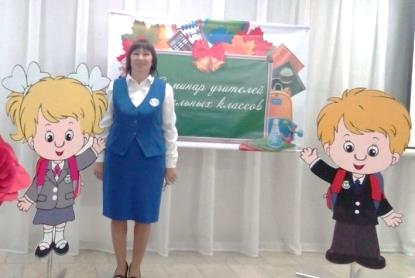 минар учителей
льных классов